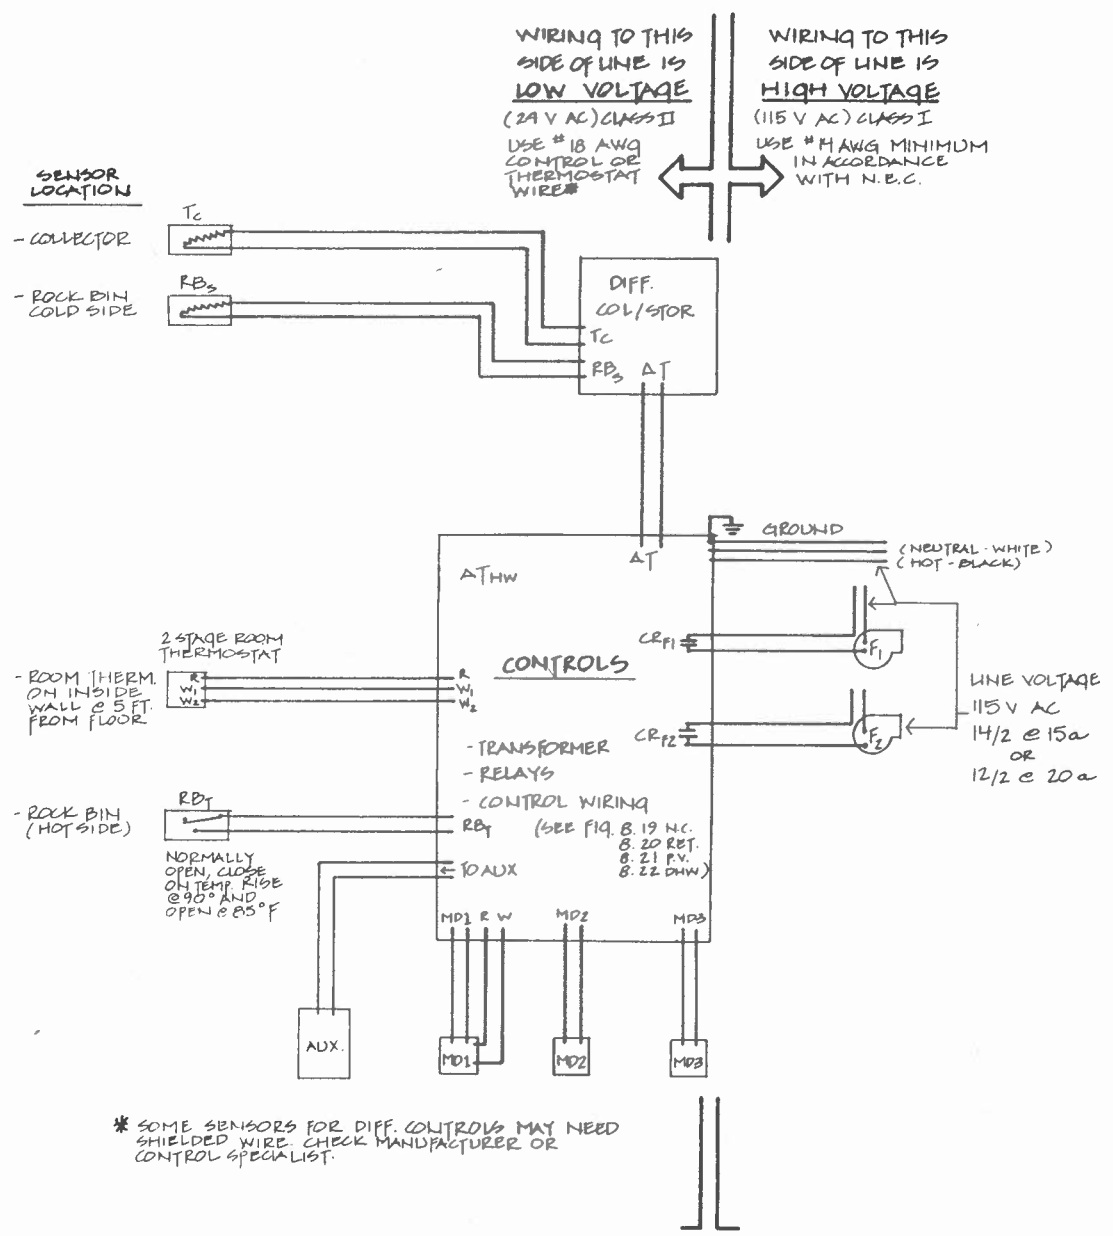 WIRING TO THIS
SIDE OF LINE IS
LOW VOLTAGE
(24 V AC) CLASS II
USE #18 AWG
CONTROL OR
THERMOSTAT
WIRE*
WIRING TO THIS
SIDE OF LINE IS
HIGH VOLTAGE
(115 V AC) CLASS I
USE #14 AWG MINIMUM
IN ACCORDANCE
WITH N.E.C.
SENSOR
LOCATION
TC
- COLLECTOR
RBS
- ROCK BIN
COLD SIDE
DIFF.
COL/STOR
TC
RBS ΔT
GROUND
(NEUTRAL - WHITE)
(HOT - BLACK)
ΔT
ΔTHW
CRF1
F1
2 STAGE ROOM
THERMOSTAT
- ROOM THERM.
ON INSIDE
WALL @ 5 FT.
FROM FLOOR
R
W1
W2
R
W1
W2
CONTROLS
CRF2
F2
LINE VOLTAGE
115 V AC
14/2 @ 15a
OR
12/2 @ 20a
- TRANSFORMER
- RELAYS
- CONTROL WIRING
(SEE FIG. 8.19 N.C.
8.20 RET.
8.21 P.V.
8.22 DHW)
RBT
- ROCK BIN
(HOT SIDE)
RBT
NORMALLY
OPEN, CLOSE
ON TEMP. RISE
@ 90° AND
OPEN @ 85°F
TO AUX
MD1 R W
MD2
MD3
AUX.
MD1
MD2
MD3
* SOME SENSORS FOR DIFF. CONTROLS MAY NEED
SHIELDED WIRE. CHECK MANUFACTURER OR
CONTROL SPECIALIST.